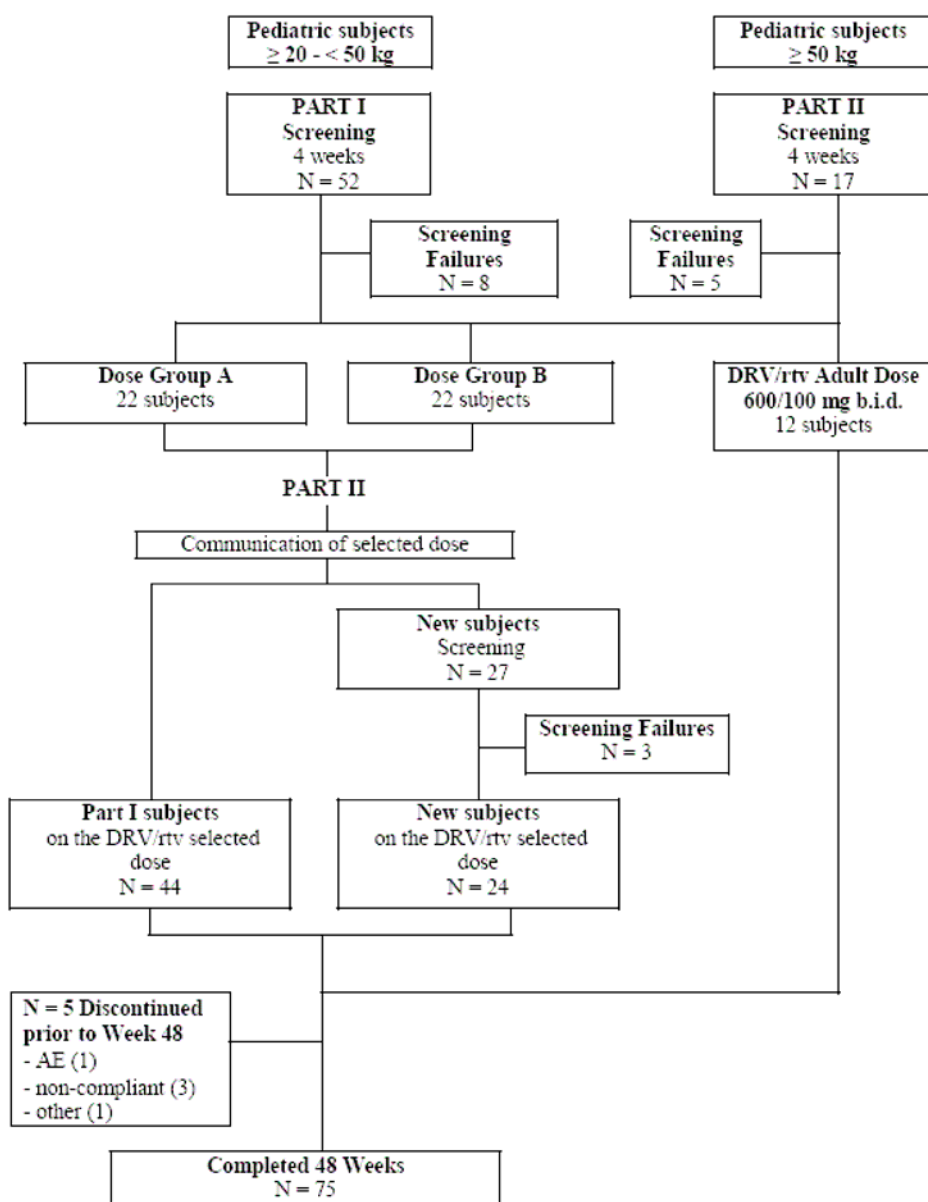 Pediatric subjects
≥ 20 - < 50 kg
Pediatric subjects
≥ 50 kg
PART I
Screening
4 weeks
N = 52
PART II
Screening
4 weeks
N = 17
Screening
Failures
N = 8
Screening
Failures
N = 5
Dose Group A
22 subjects
Dose Group B
22 subjects
DRV/rtv Adult Dose
600/100 mg b.i.d.
12 subjects
PART II
Communication of selected dose
New subjects
Screening
N = 27
Screening Failures
N = 3
Part I subjects
on the DRV/rtv selected
dose
N = 44
New subjects
on the DRV/rtv selected
dose
N = 24
N = 5 Discontinued
prior to Week 48
- AE (1)
- non-compliant (3)
- other (1)
Completed 48 Weeks
N = 75